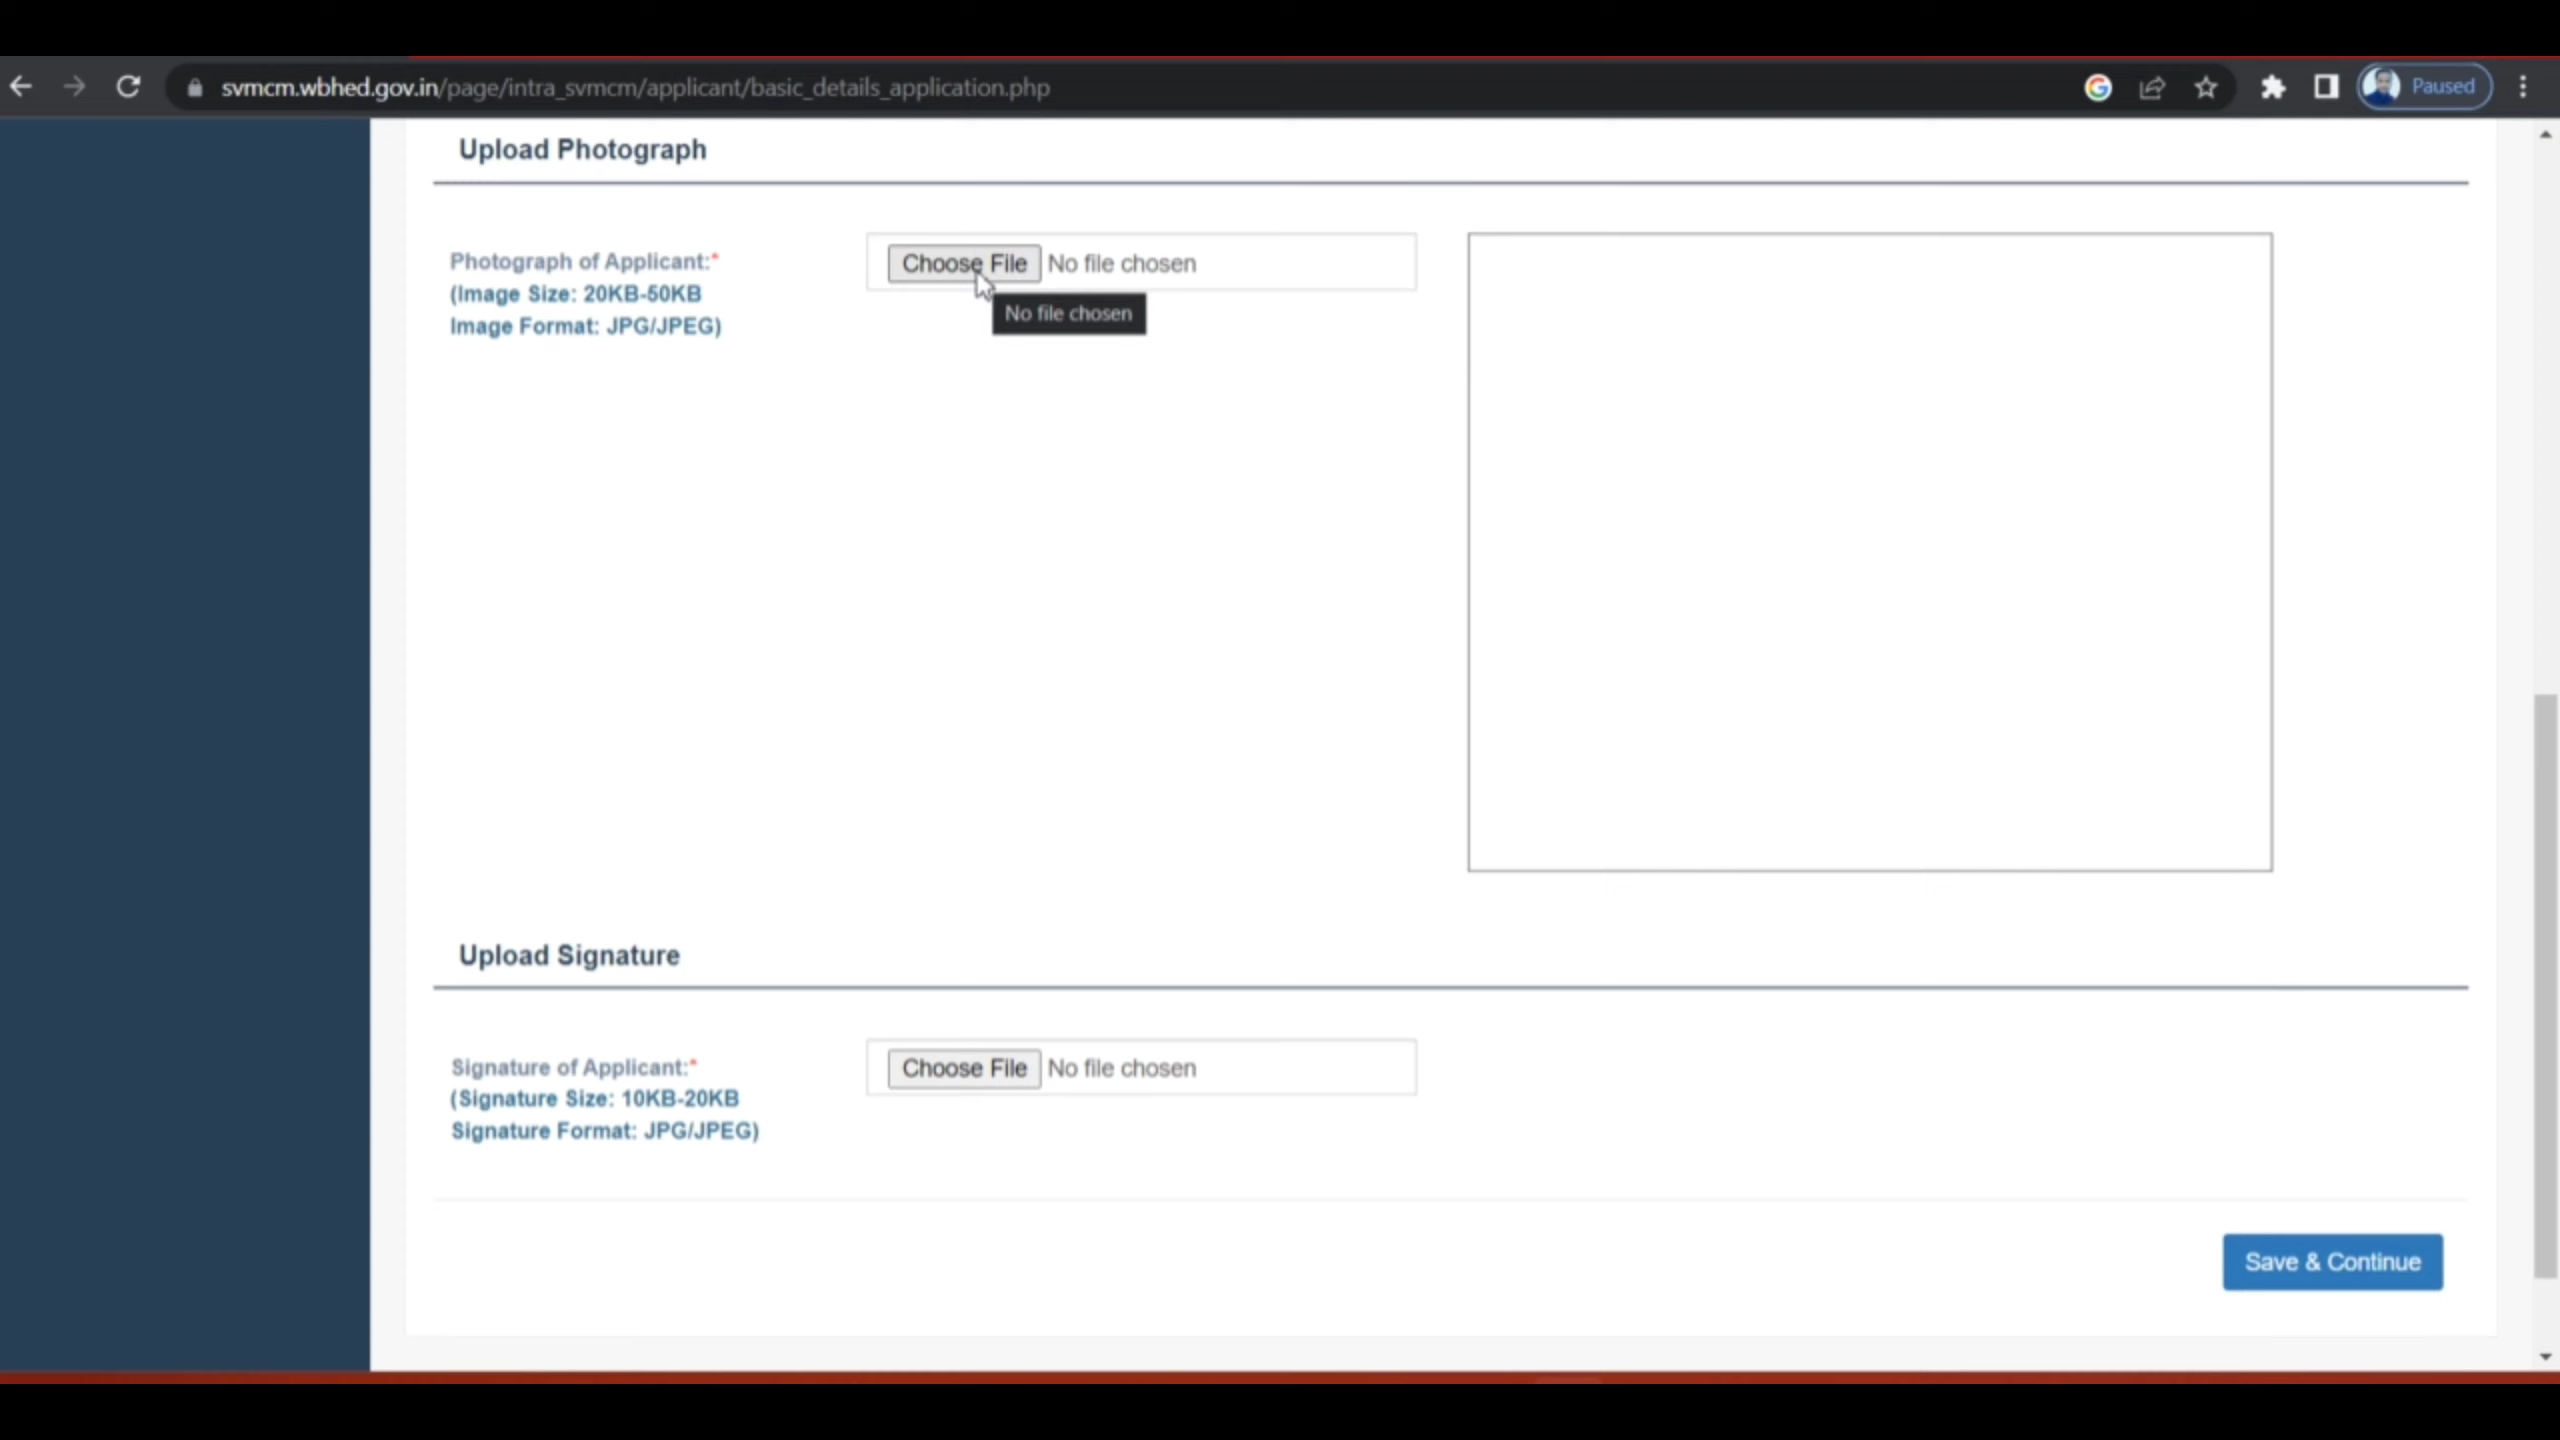 svmcm.wbhed.gov.in/page/intra_svmcm/applicant/basic_details_application.php
Paused
Upload Photograph
Photograph of Applicant:*
(Image Size: 20KB-50KB
Image Format: JPG/JPEG)
Choose File No file chosen
No file chosen
Upload Signature
Signature of Applicant:*
(Signature Size: 10KB-20KB
Signature Format: JPG/JPEG)
Choose File No file chosen
Save & Continue